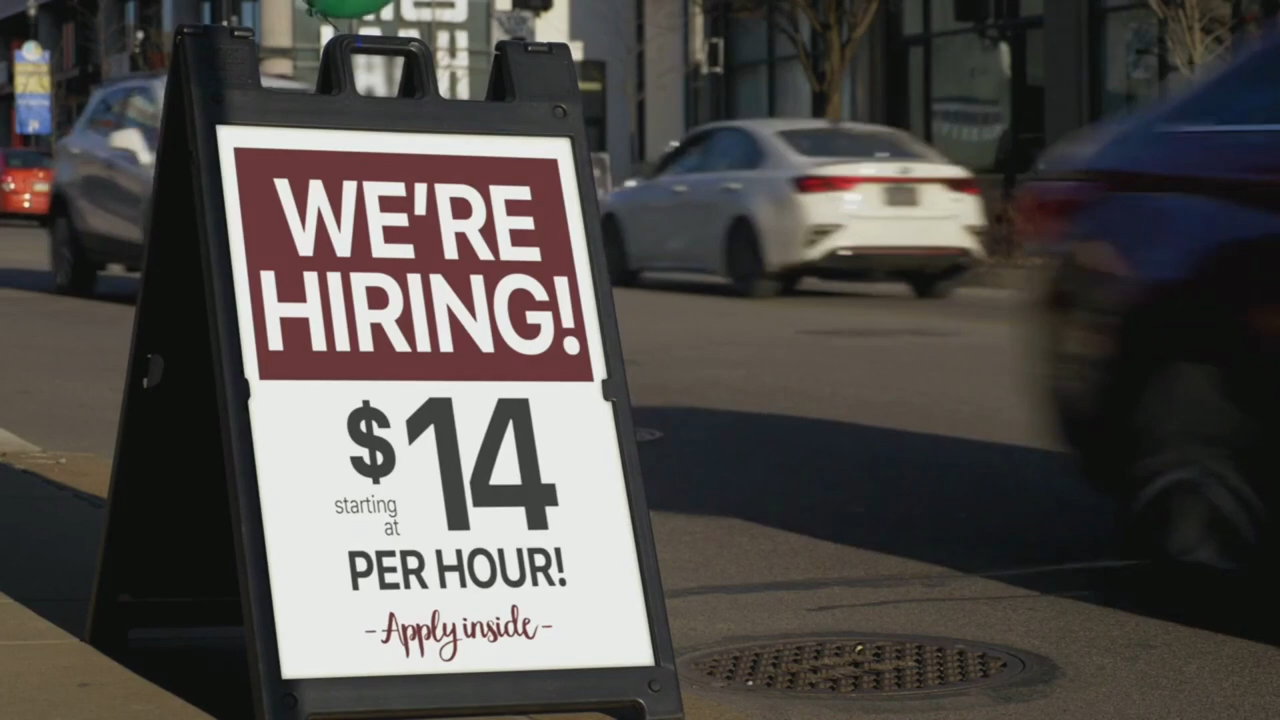 WE'RE
HIRING!
$14
starting
at
PER HOUR!
-Apply inside-